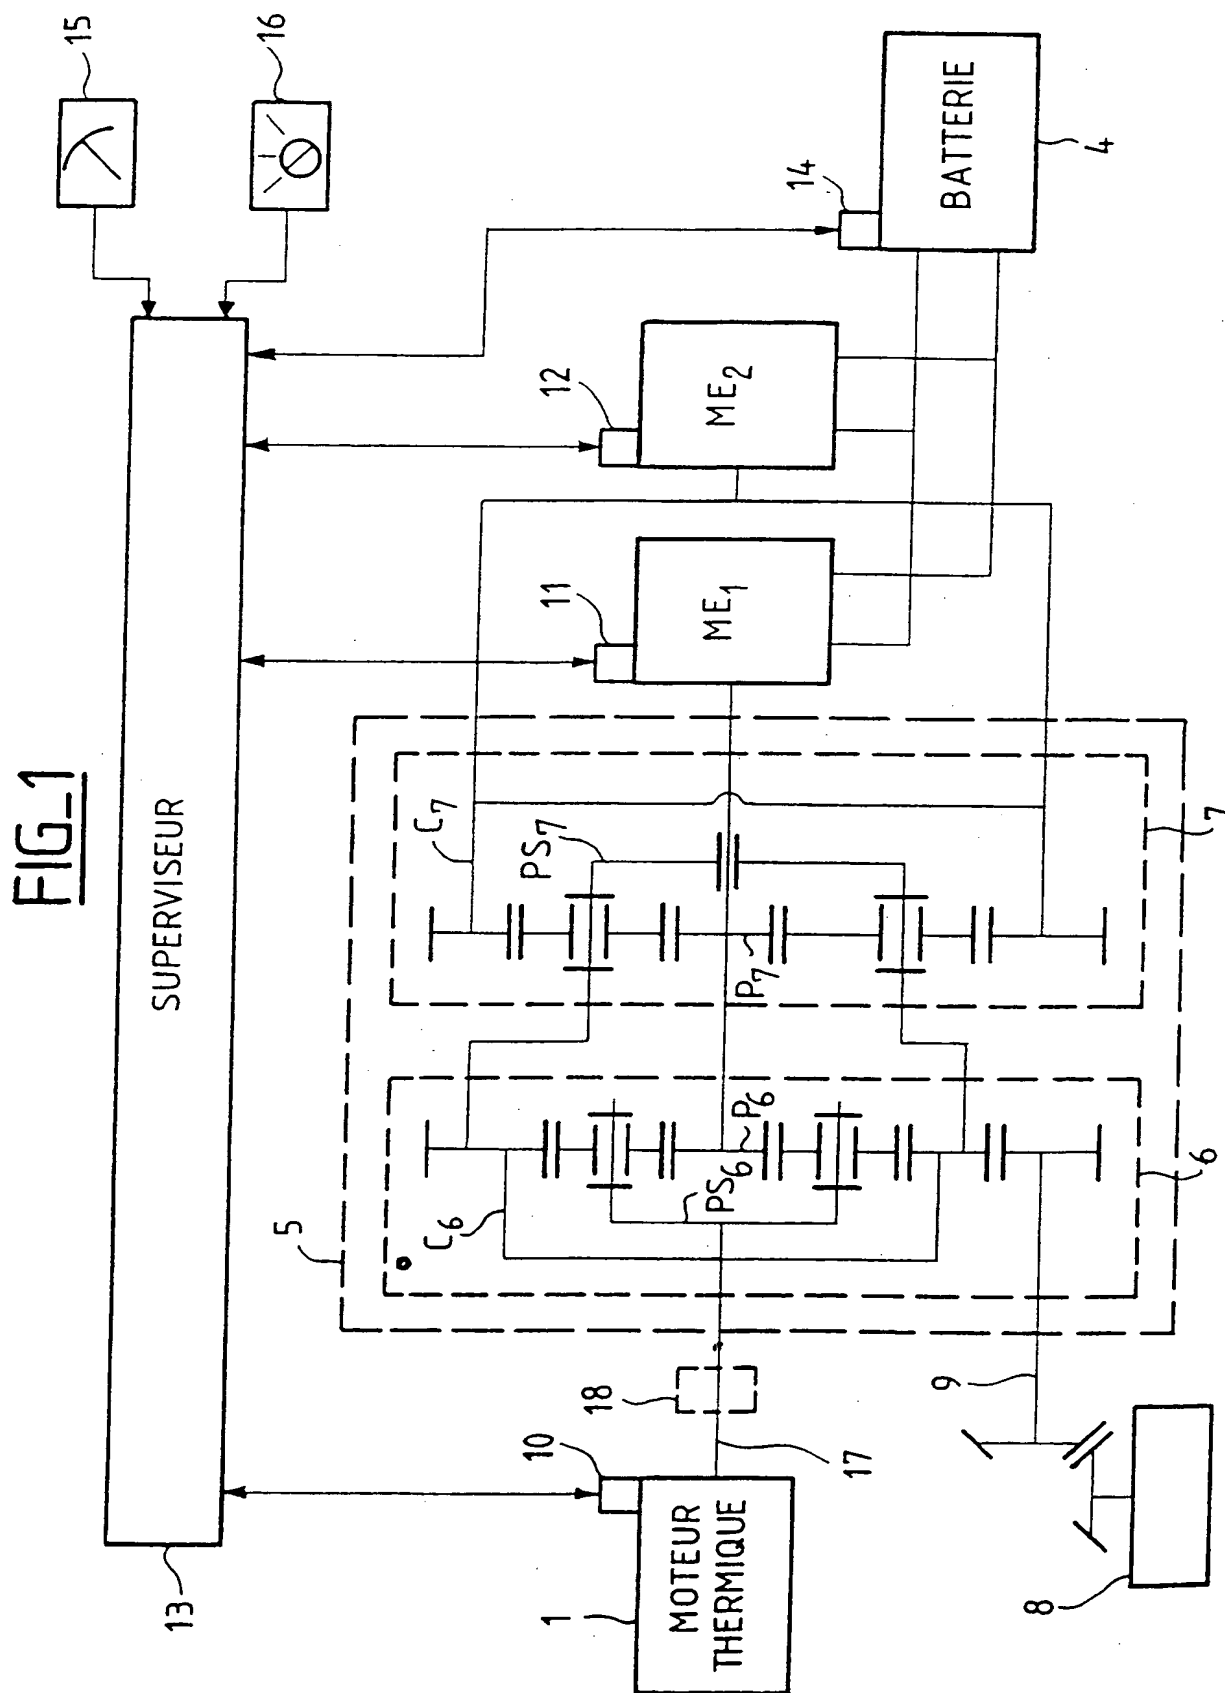 FIG_1
15
16
13
SUPERVISEUR
10
11
12
14
1
MOTEUR
THERMIQUE
18
17
5
C6
PS6
P6
6
C7
PS7
P7
7
ME1
ME2
BATTERIE
4
9
8